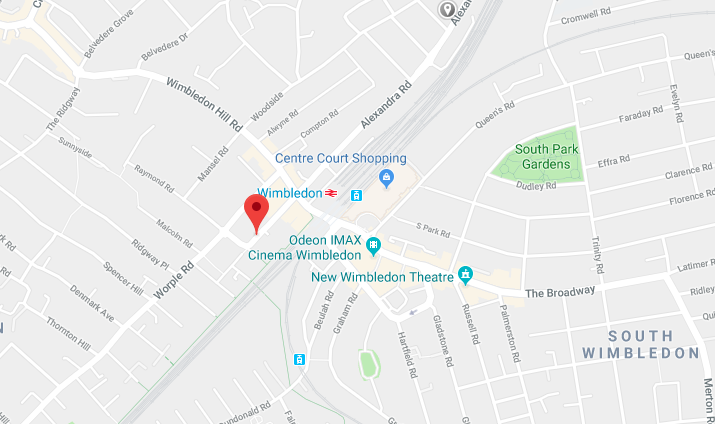 Cromwell Rd
Belvedere Grove
Belvedere Dr
Queen's
The Ridgway
Wimbledon Hill Rd
Woodside
Alexandra Rd
Evelyn Rd
Alwyne Rd
Compton Rd
Queen's Rd
Faraday Rd
Sunnyside
Mansel Rd
Centre Court Shopping
South Park
Gardens
Effra Rd
Raymond Rd
Clarence Rd
Wimbledon
Dudley Rd
Florence Rd
Malcolm Rd
S Park Rd
Ridgway Pl
Odeon IMAX
Cinema Wimbledon
Trinity Rd
Worple Rd
Spencer Hill
New Wimbledon Theatre
Latimer R
Denmark Ave
The Broadway
Ridley
Beulah Rd
Graham Rd
Thornton Hill
Hartfield Rd
Gladstone Rd
Russell Rd
Palmerston Rd
SOUTH
WIMBLEDON
Q
Merton R